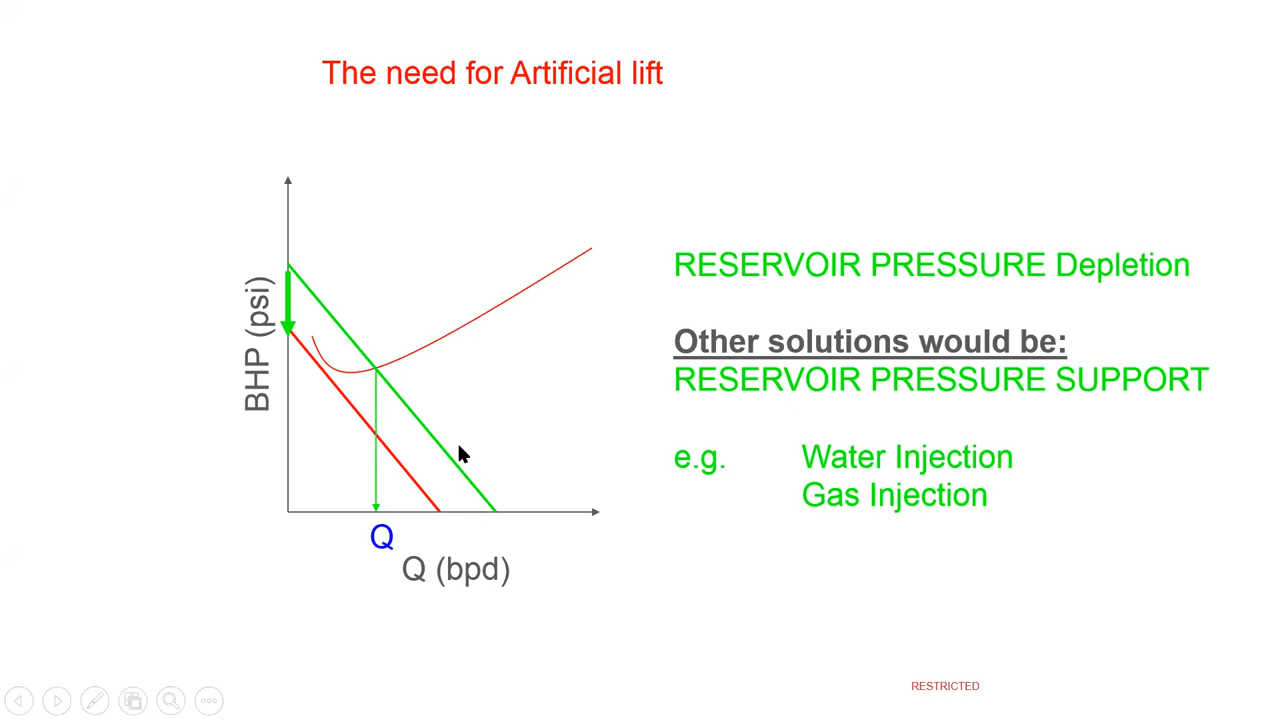 The need for Artificial lift
BHP (psi)
Q
Q (bpd)
RESERVOIR PRESSURE Depletion
Other solutions would be:
RESERVOIR PRESSURE SUPPORT
e.g. Water Injection
Gas Injection
RESTRICTED